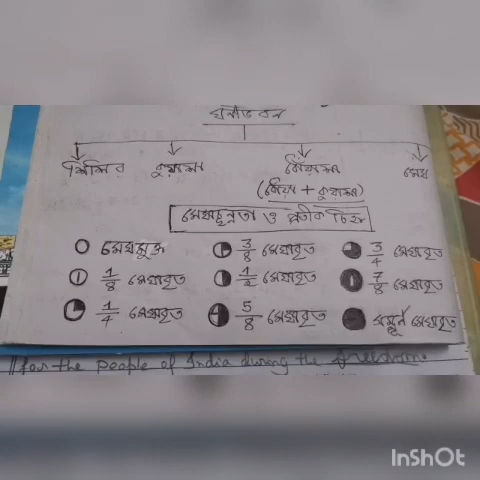 ঘনীভবন
শিশির কুয়াশা ধোঁয়াশা মেঘ
(ধোঁয়া + কুয়াশা)
মেঘাচ্ছন্নতা ও প্রতীক চিহ্ন
মেঘমুক্ত 3/8 মেঘাবৃত 3/4 মেঘাবৃত
1/8 মেঘাবৃত 1/2 মেঘাবৃত 7/8 মেঘাবৃত
1/4 মেঘাবৃত 5/8 মেঘাবৃত সম্পূর্ণ মেঘাবৃত
for the people of India during the freedom
InShOt